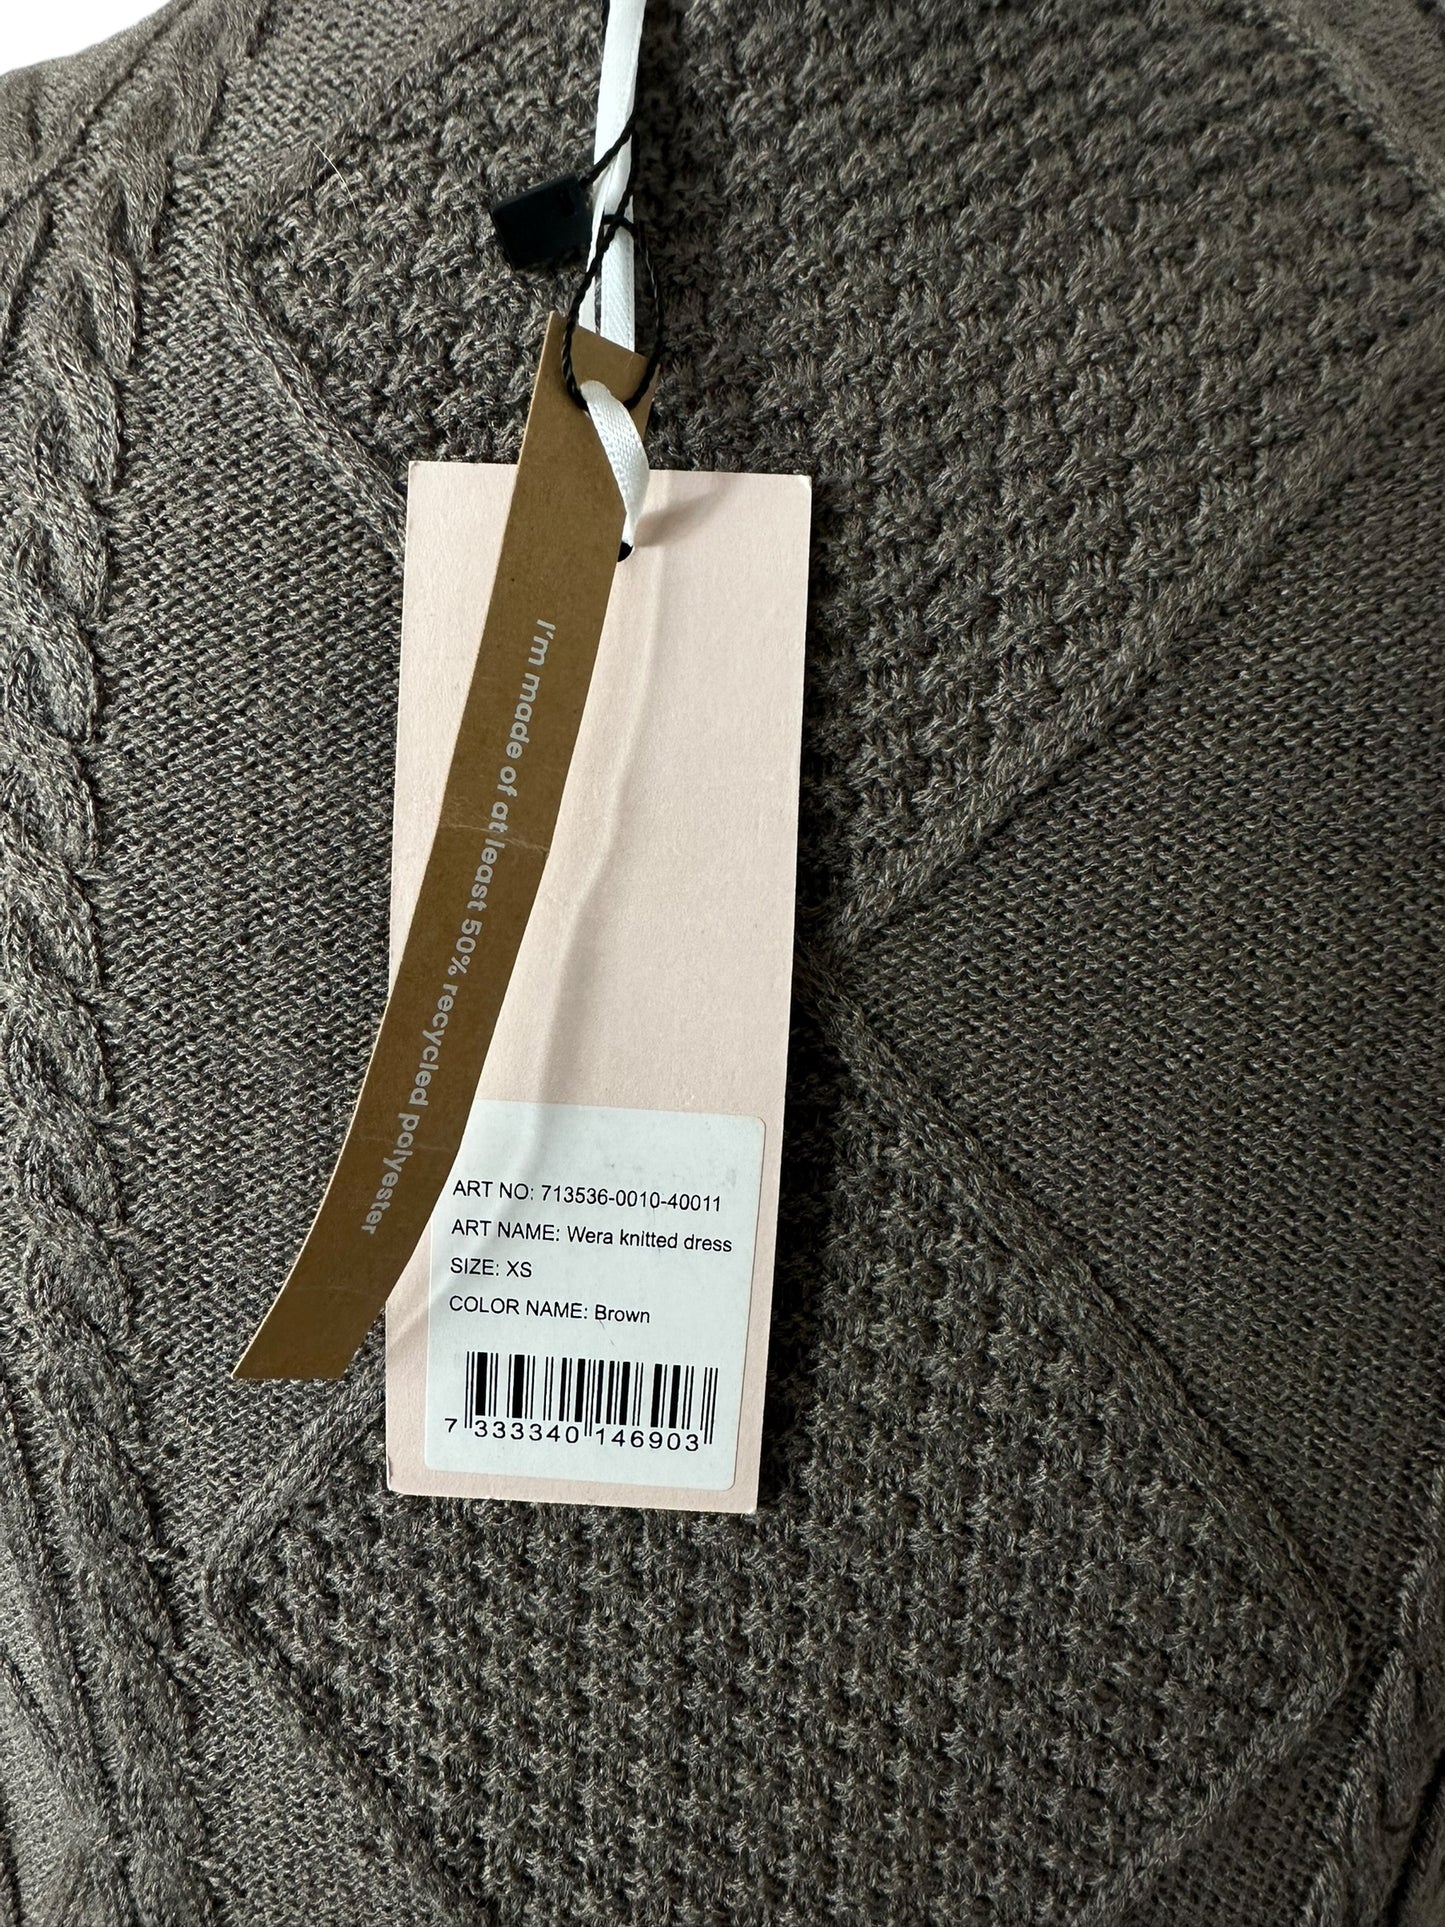 I'm made of at least 50% recycled polyester
ART NO: 713536-0010-40011
ART NAME: Wera knitted dress
SIZE: XS
COLOR NAME: Brown
7 333340 146903